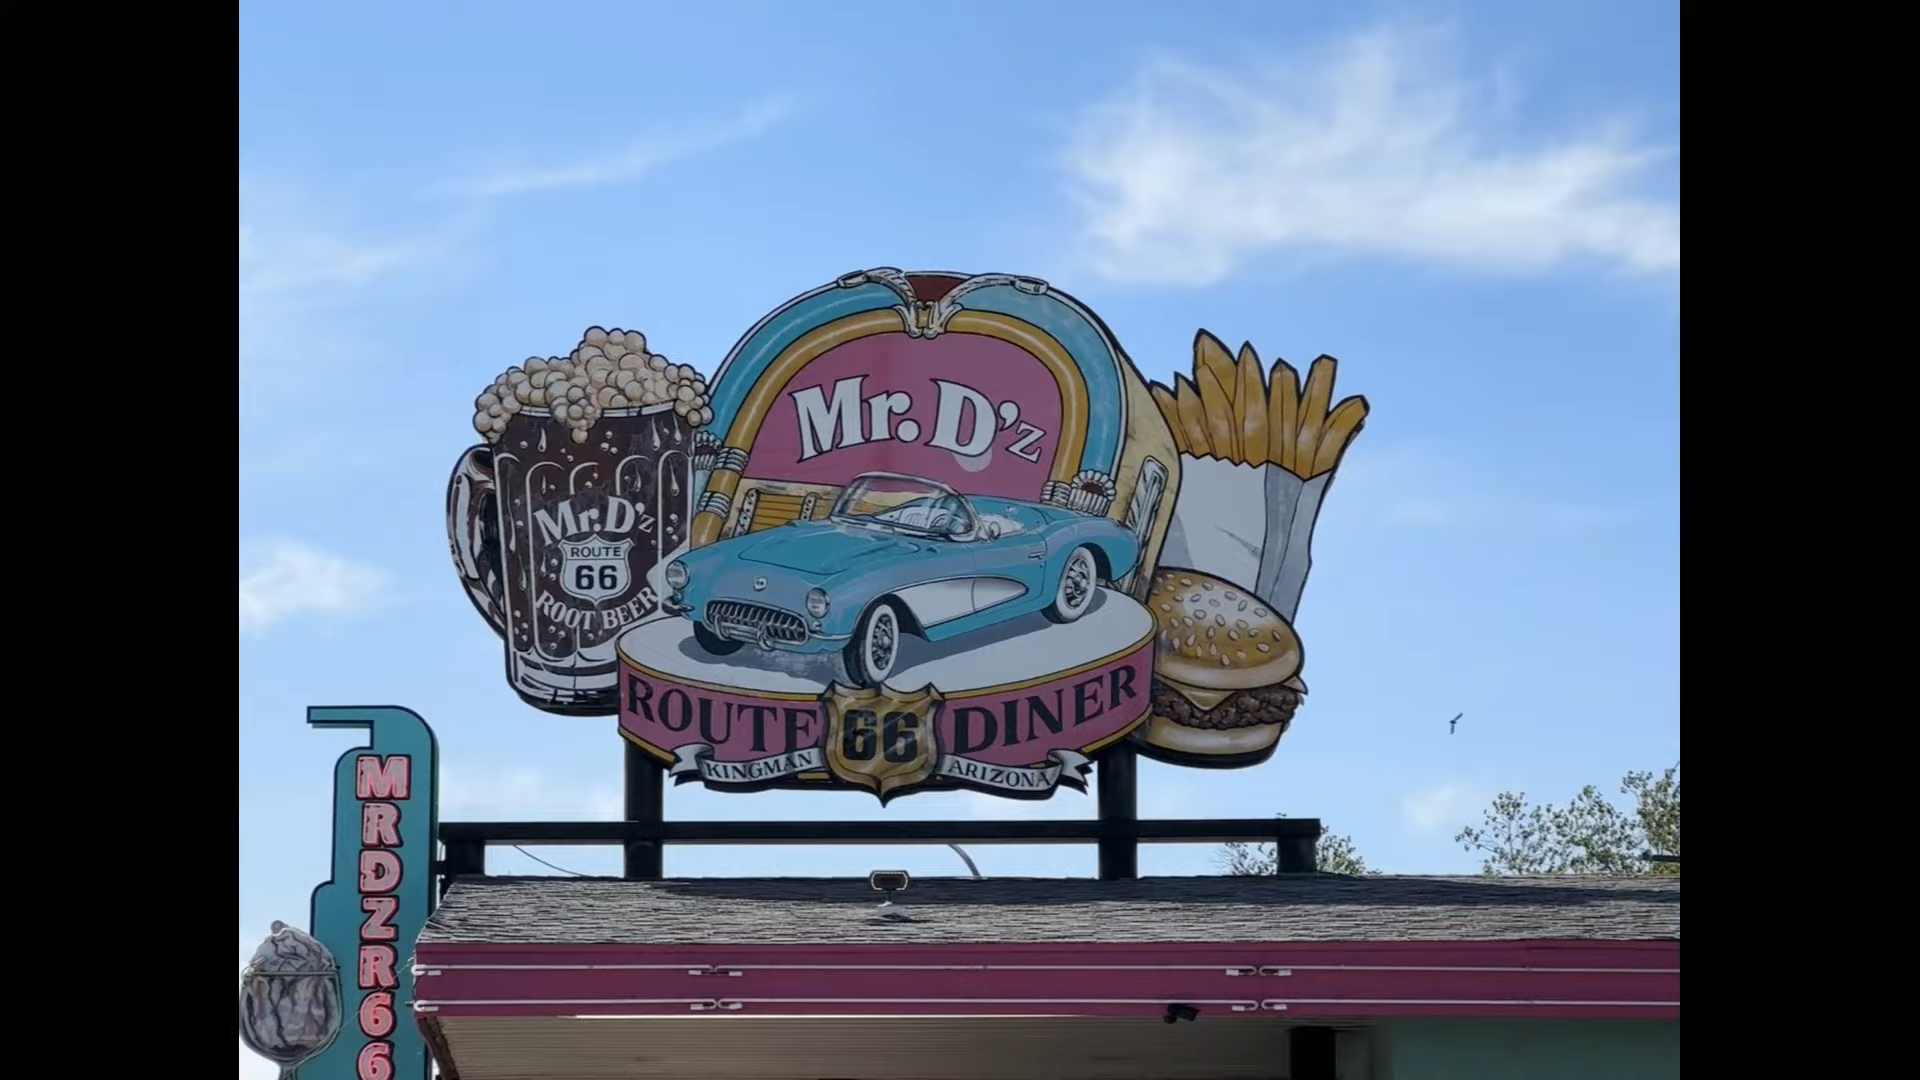 Mr. D'z
Mr. D'z
ROUTE
66
ROOT BEER
ROUTE 66 DINER
KINGMAN ARIZONA
MRDZR66